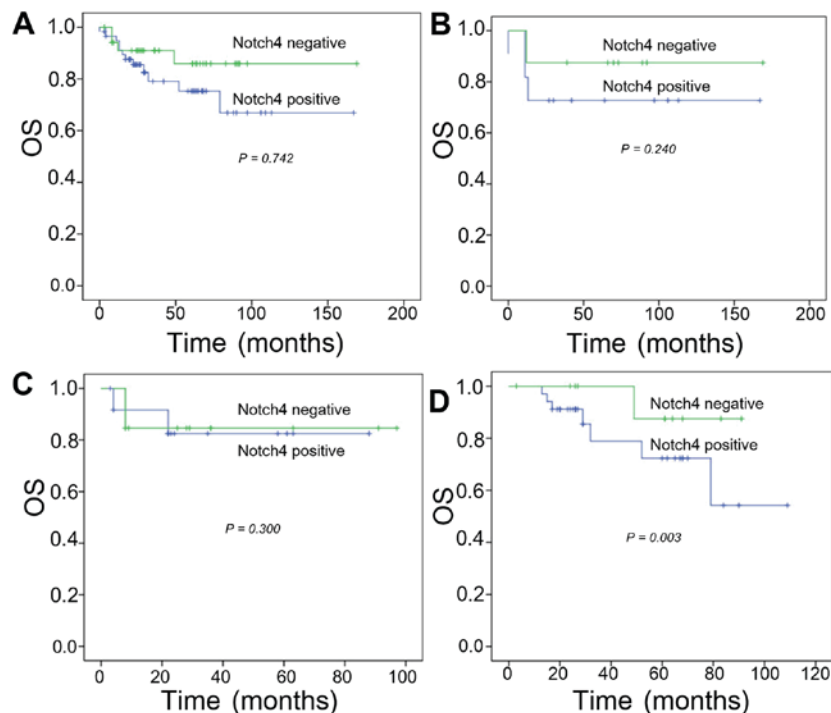 A
1.0
0.8
0.6
0.4
0.2
0.0
OS
Notch4 negative
Notch4 positive
P = 0.742
0 50 100 150 200
Time (months)
B
1.0
0.8
0.6
0.4
0.2
0.0
OS
Notch4 negative
Notch4 positive
P = 0.240
0 50 100 150 200
Time (months)
C
1.0
0.8
0.6
0.4
0.2
0.0
OS
Notch4 negative
Notch4 positive
P = 0.300
0 20 40 60 80 100
Time (months)
D
1.0
0.8
0.6
0.4
0.2
0.0
OS
Notch4 negative
Notch4 positive
P = 0.003
0 20 40 60 80 100 120
Time (months)